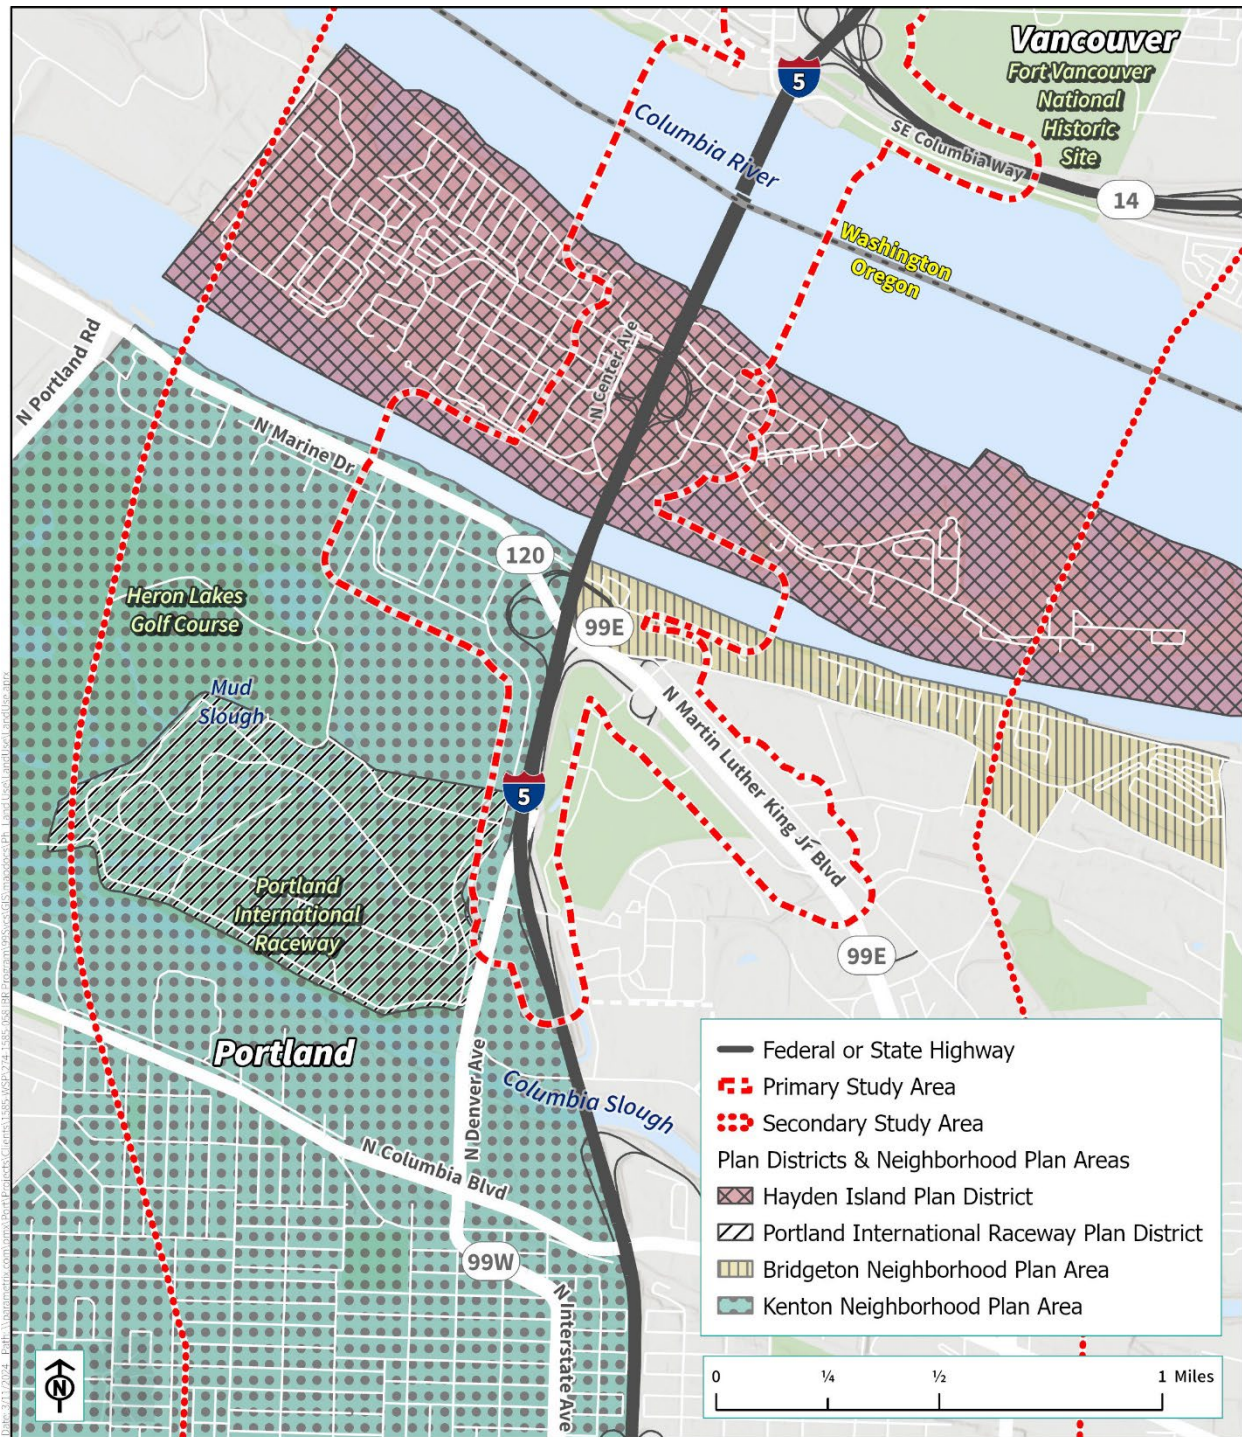 Vancouver
Fort Vancouver
National
Historic
Site
5
Columbia River
SE Columbia Way
14
Washington
Oregon
N Portland Rd
N Center Ave
N Marine Dr
120
99E
Heron Lakes
Golf Course
Mud
Slough
N Martin Luther King Jr Blvd
5
Portland
International
Raceway
99E
Portland
N Denver Ave
Columbia Slough
N Columbia Blvd
99W
N Interstate Ave
Federal or State Highway
Primary Study Area
Secondary Study Area
Plan Districts & Neighborhood Plan Areas
Hayden Island Plan District
Portland International Raceway Plan District
Bridgeton Neighborhood Plan Area
Kenton Neighborhood Plan Area
N
0 ¼ ½ 1 Miles
Date: 3/11/2024